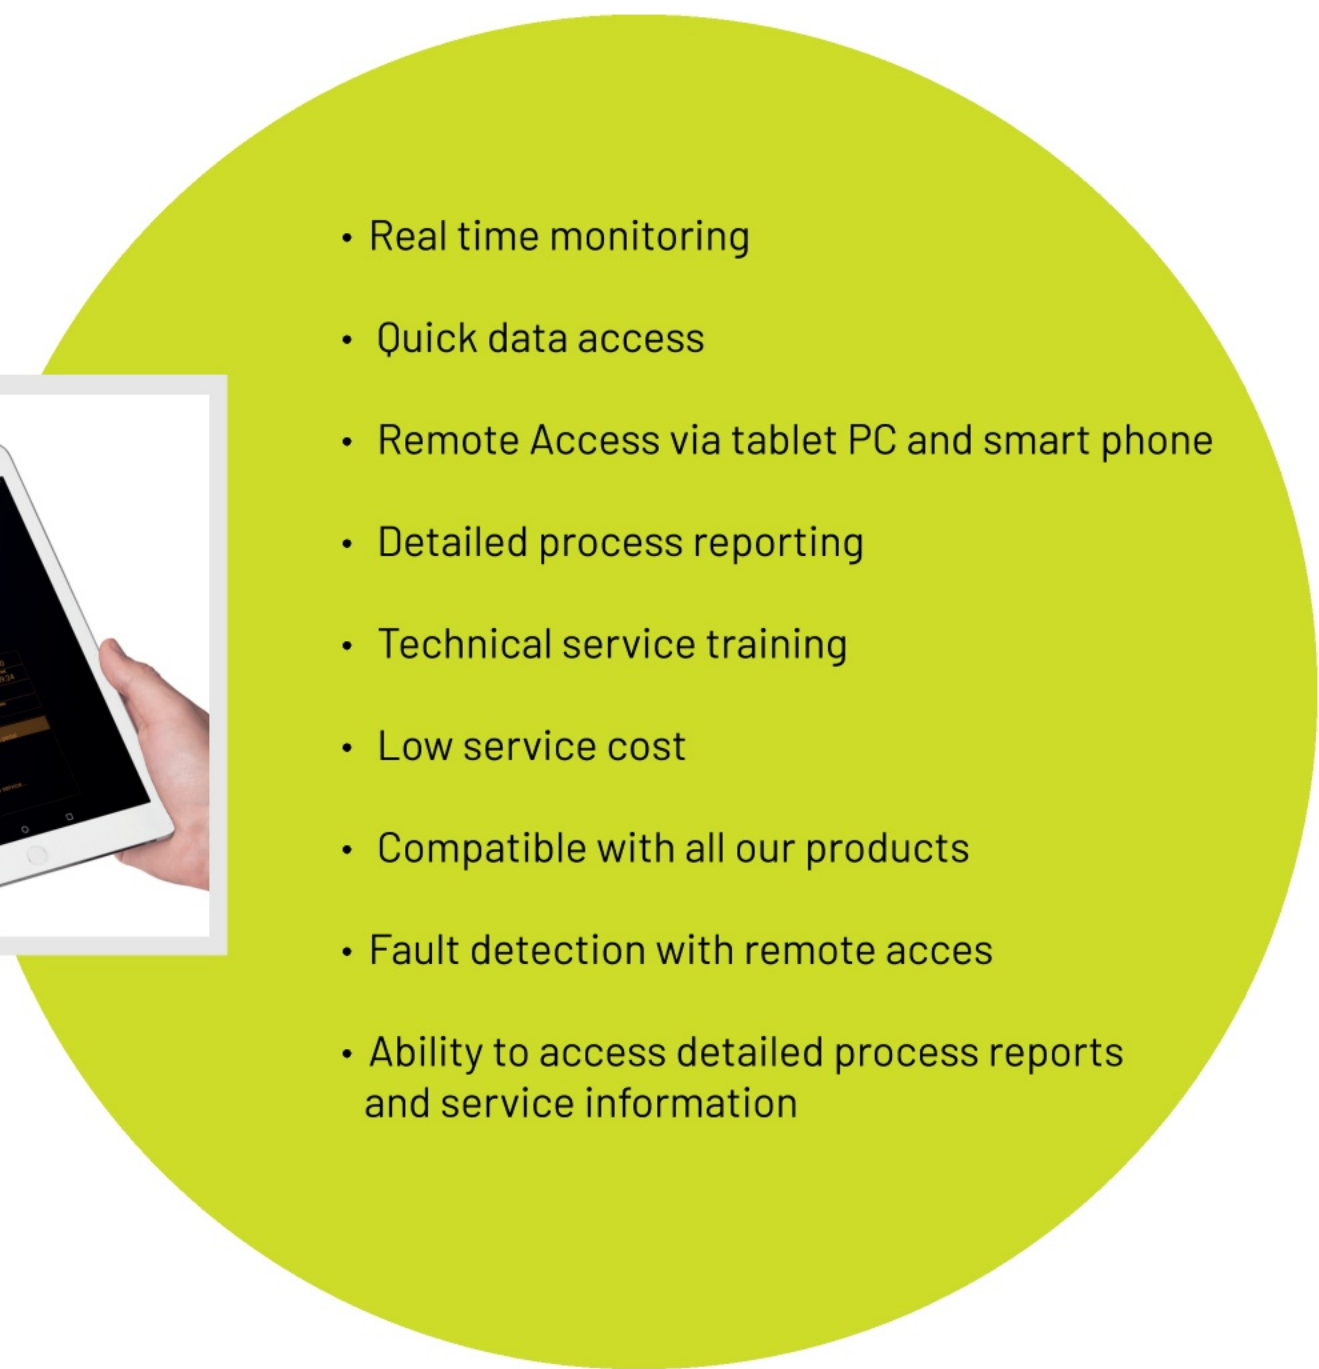 • Real time monitoring
• Quick data access
• Remote Access via tablet PC and smart phone
• Detailed process reporting
• Technical service training
• Low service cost
• Compatible with all our products
• Fault detection with remote acces
• Ability to access detailed process reports
and service information